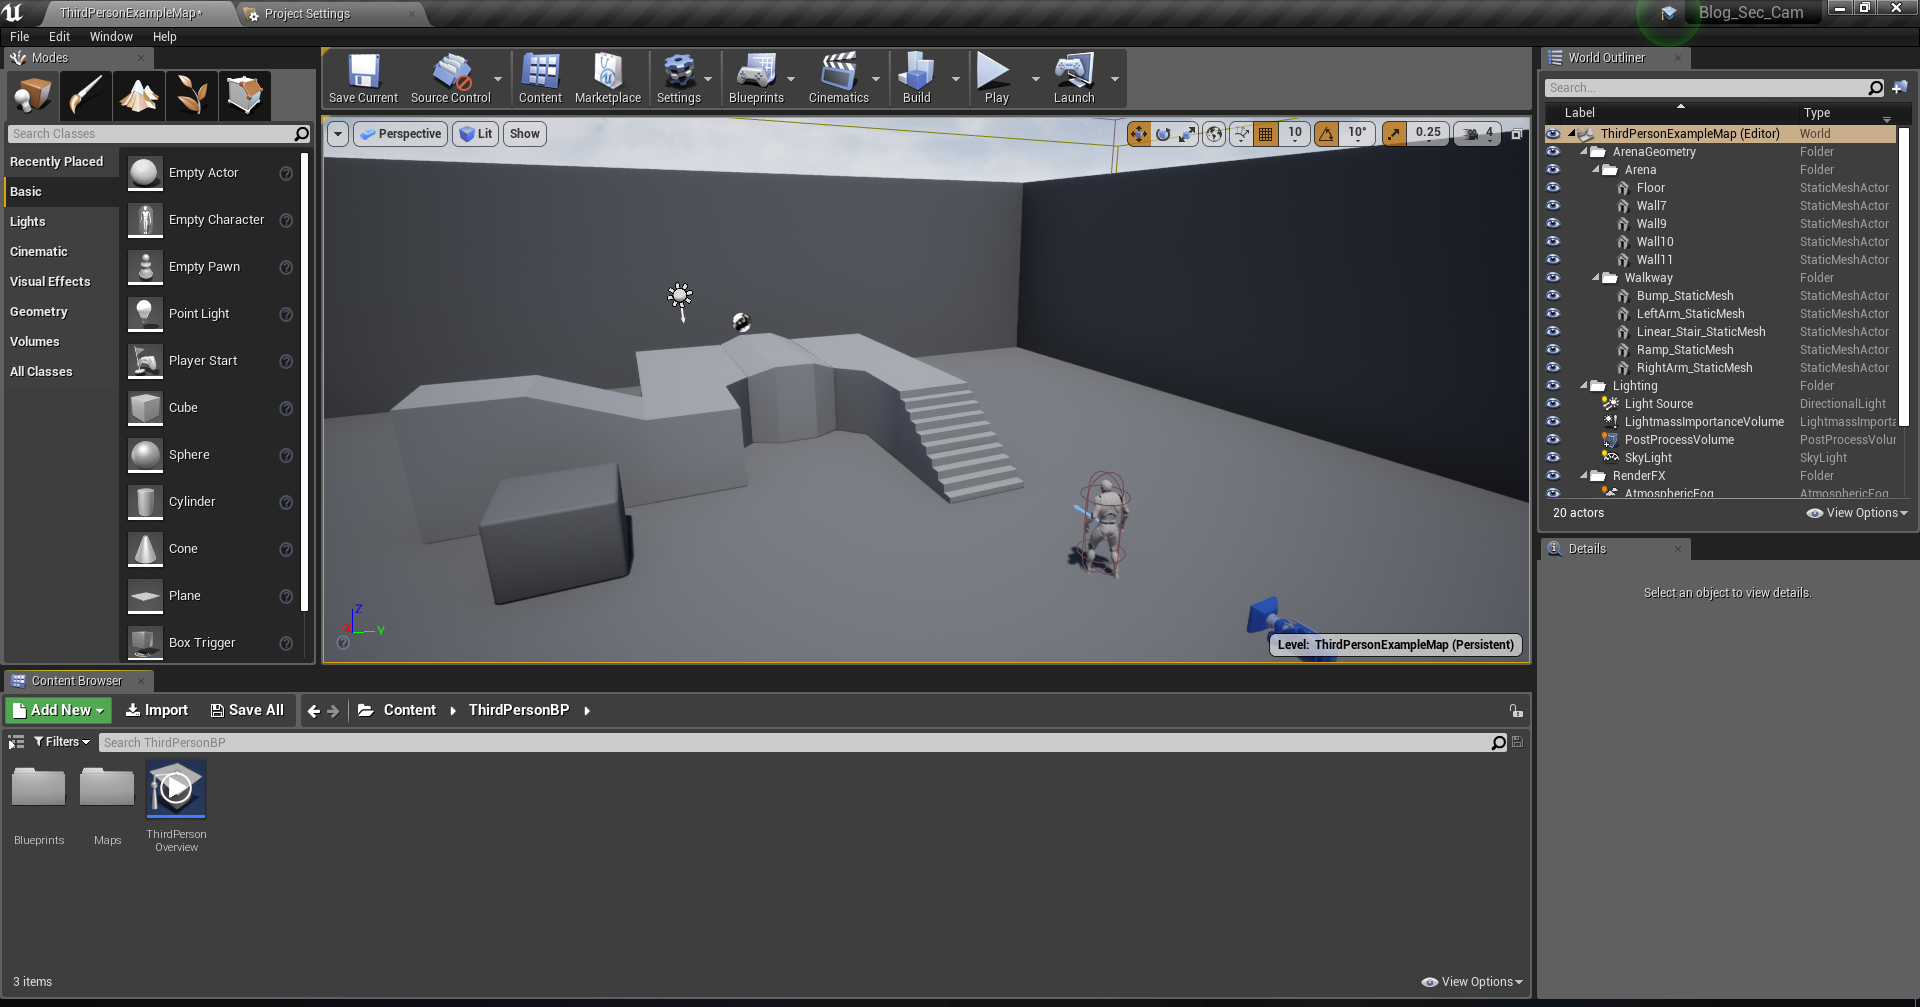 ThirdPersonExampleMap*
Project Settings
Blog_Sec_Cam
File Edit Window Help
Modes
Search Classes
Recently Placed
Basic
Lights
Cinematic
Visual Effects
Geometry
Volumes
All Classes
Empty Actor
Empty Character
Empty Pawn
Point Light
Player Start
Cube
Sphere
Cylinder
Cone
Plane
Box Trigger
Save Current
Source Control
Content
Marketplace
Settings
Blueprints
Cinematics
Build
Play
Launch
Perspective
Lit
Show
10
10°
0.25
4
Z
X
Y
Level: ThirdPersonExampleMap (Persistent)
World Outliner
Search...
Label Type
ThirdPersonExampleMap (Editor) World
ArenaGeometry Folder
Arena Folder
Floor StaticMeshActor
Wall7 StaticMeshActor
Wall9 StaticMeshActor
Wall10 StaticMeshActor
Wall11 StaticMeshActor
Walkway Folder
Bump_StaticMesh StaticMeshActor
LeftArm_StaticMesh StaticMeshActor
Linear_Stair_StaticMesh StaticMeshActor
Ramp_StaticMesh StaticMeshActor
RightArm_StaticMesh StaticMeshActor
Lighting Folder
Light Source DirectionalLight
LightmassImportanceVolume LightmassImporta
PostProcessVolume PostProcessVolur
SkyLight SkyLight
RenderFX Folder
AtmosphericFog AtmosphericFog
20 actors
View Options
Details
Select an object to view details.
Content Browser
Add New
Import
Save All
Content
ThirdPersonBP
Filters
Search ThirdPersonBP
Blueprints
Maps
ThirdPerson
Overview
3 items
View Options